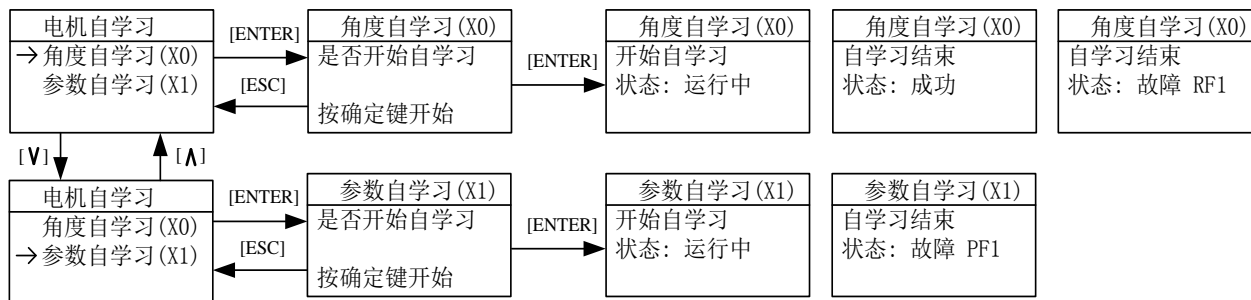 电机自学习
→角度自学习(X0)
参数自学习(X1)
[ENTER]
[ESC]
角度自学习(X0)
是否开始自学习
按确定键开始
[ENTER]
角度自学习(X0)
开始自学习
状态: 运行中
角度自学习(X0)
自学习结束
状态: 成功
角度自学习(X0)
自学习结束
状态: 故障 RF1
[∨]
[∧]
电机自学习
角度自学习(X0)
→参数自学习(X1)
[ENTER]
[ESC]
参数自学习(X1)
是否开始自学习
按确定键开始
[ENTER]
参数自学习(X1)
开始自学习
状态: 运行中
参数自学习(X1)
自学习结束
状态: 故障 PF1